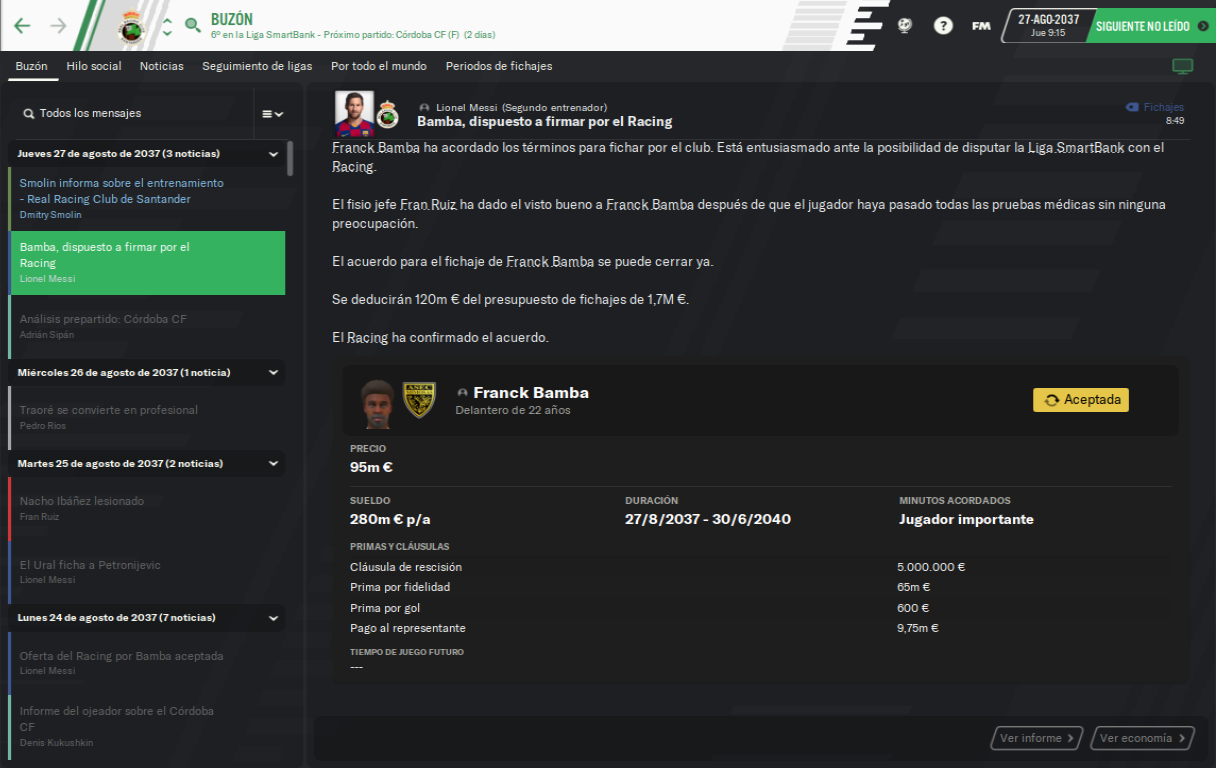 BUZÓN
6º en la Liga SmartBank - Próximo partido: Córdoba CF (F) (2 días)
?
FM
27-AGO-2037
Jue 9:15
SIGUIENTE NO LEÍDO
Buzón Hilo social Noticias Seguimiento de ligas Por todo el mundo Periodos de fichajes
Todos los mensajes
Jueves 27 de agosto de 2037 (3 noticias)
Smolin informa sobre el entrenamiento
- Real Racing Club de Santander
Dmitry Smolin
Bamba, dispuesto a firmar por el
Racing
Lionel Messi
Análisis prepartido: Córdoba CF
Adrián Sipán
Miércoles 26 de agosto de 2037 (1 noticia)
Traoré se convierte en profesional
Pedro Ríos
Martes 25 de agosto de 2037 (2 noticias)
Nacho Ibáñez lesionado
Fran Ruiz
El Ural ficha a Petronijevic
Lionel Messi
Lunes 24 de agosto de 2037 (7 noticias)
Oferta del Racing por Bamba aceptada
Lionel Messi
Informe del ojeador sobre el Córdoba
CF
Denis Kukushkin
Lionel Messi (Segundo entrenador)
Bamba, dispuesto a firmar por el Racing
Fichajes
8:49
Franck Bamba ha acordado los términos para fichar por el club. Está entusiasmado ante la posibilidad de disputar la Liga SmartBank con el
Racing.
El fisio jefe Fran Ruiz ha dado el visto bueno a Franck Bamba después de que el jugador haya pasado todas las pruebas médicas sin ninguna
preocupación.
El acuerdo para el fichaje de Franck Bamba se puede cerrar ya.
Se deducirán 120m € del presupuesto de fichajes de 1,7M €.
El Racing ha confirmado el acuerdo.
Franck Bamba
Delantero de 22 años
Aceptada
PRECIO
95m €
SUELDO DURACIÓN MINUTOS ACORDADOS
280m € p/a 27/8/2037 - 30/6/2040 Jugador importante
PRIMAS Y CLÁUSULAS
Cláusula de rescisión 5.000.000 €
Prima por fidelidad 65m €
Prima por gol 600 €
Pago al representante 9,75m €
TIEMPO DE JUEGO FUTURO
---
Ver informe Ver economía